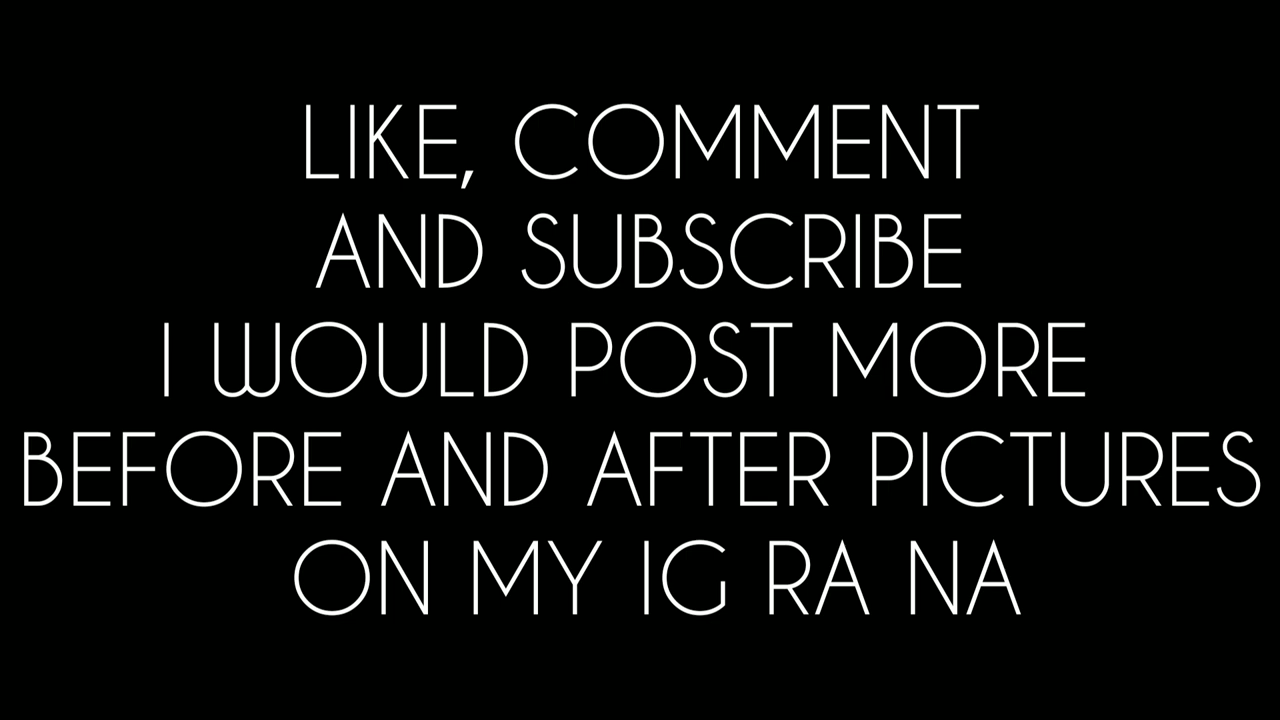 LIKE, COMMENT
AND SUBSCRIBE
I WOULD POST MORE
BEFORE AND AFTER PICTURES
ON MY IG RA NA